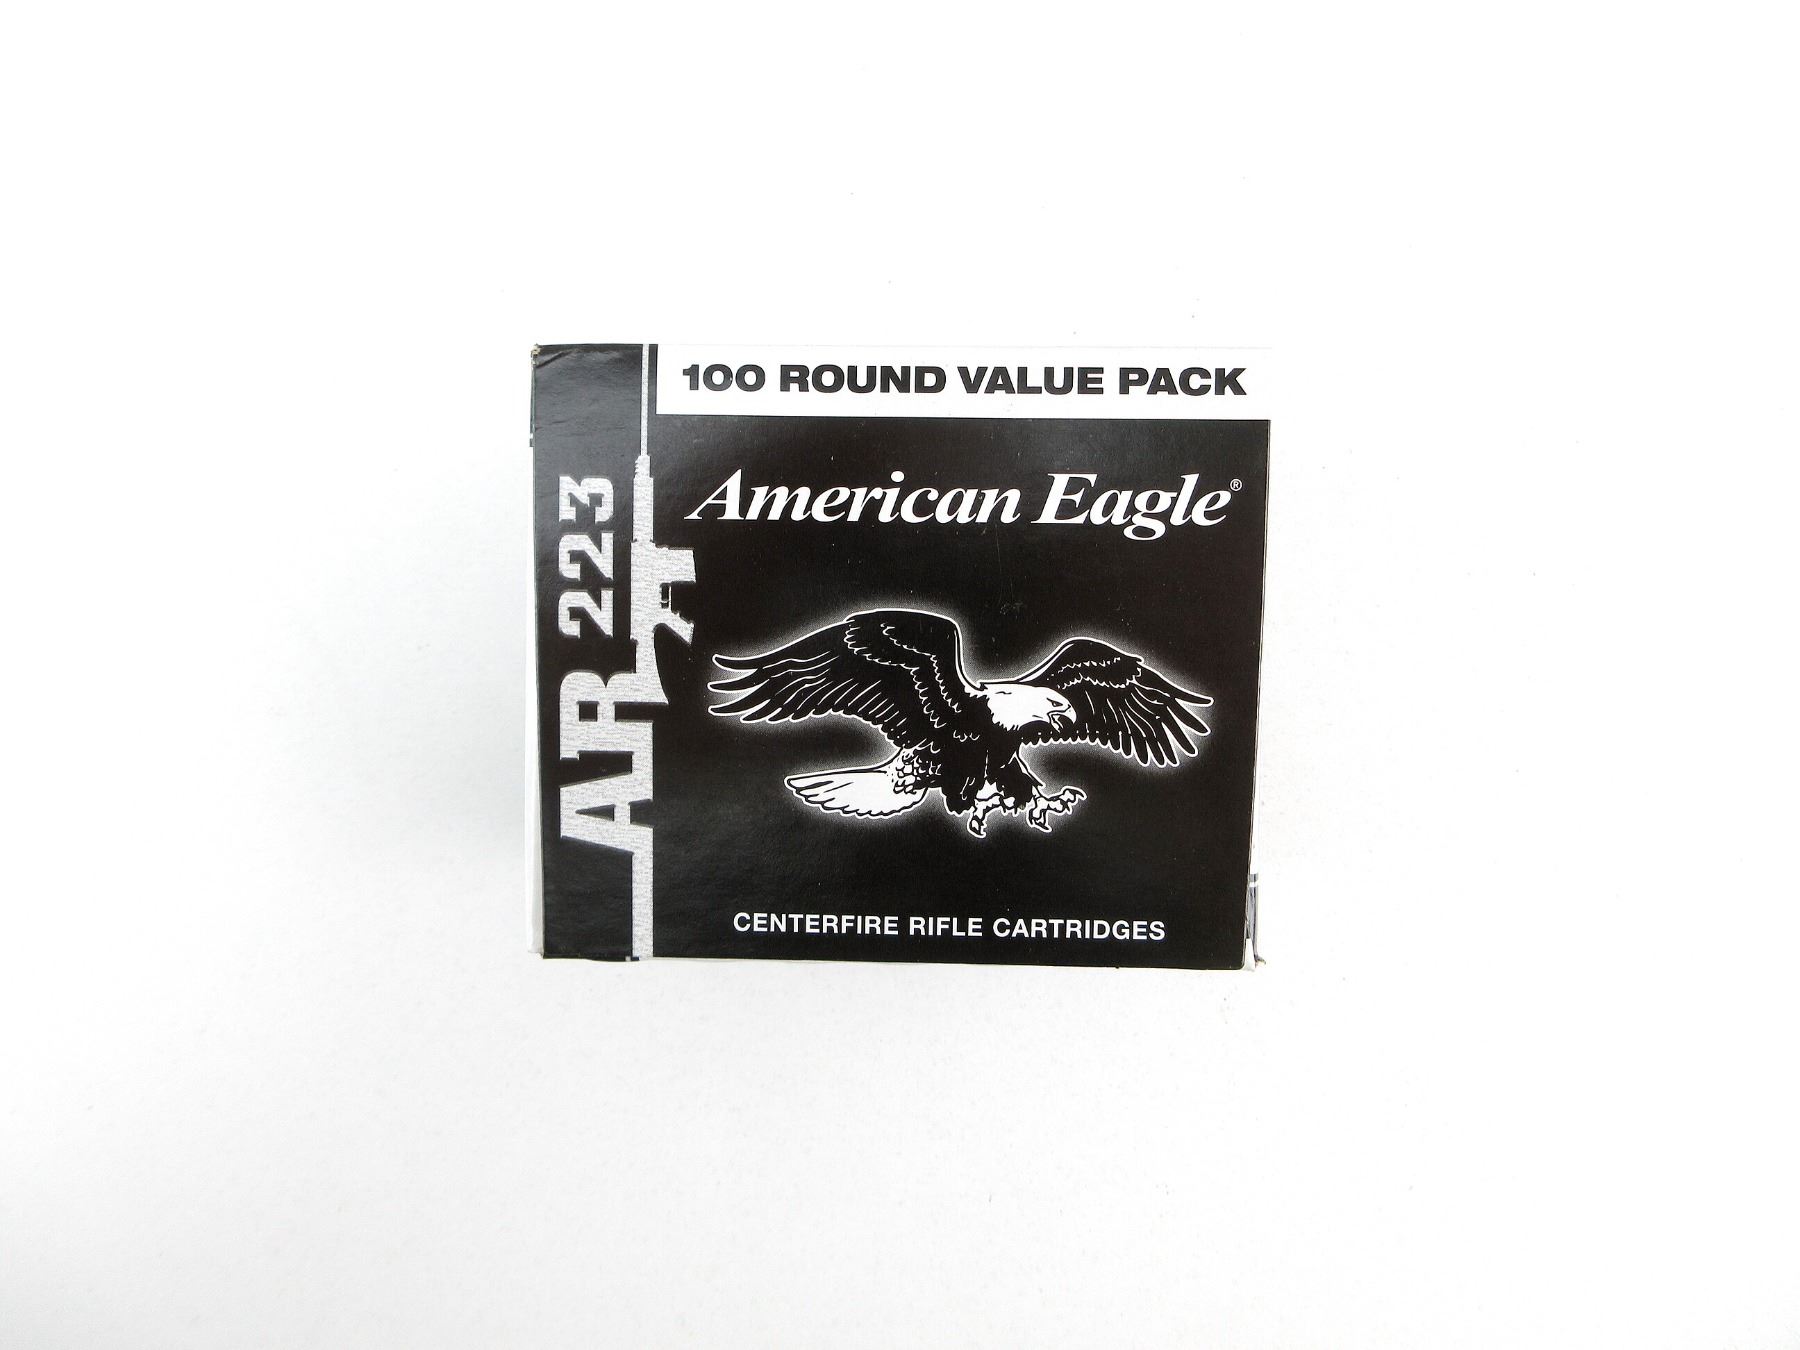 100 ROUND VALUE PACK
American Eagle®
AR 223
CENTERFIRE RIFLE CARTRIDGES